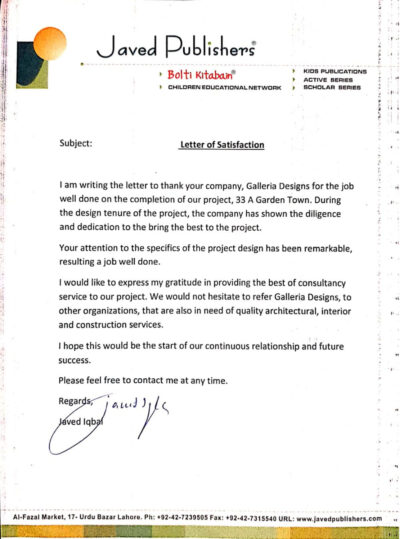 Javed Publishers®
Bolti Kitabain®
CHILDREN EDUCATIONAL NETWORK
KIDS PUBLICATIONS
ACTIVE SERIES
SCHOLAR SERIES
Subject: Letter of Satisfaction
I am writing the letter to thank your company, Galleria Designs for the job
well done on the completion of our project, 33 A Garden Town. During
the design tenure of the project, the company has shown the diligence
and dedication to the bring the best to the project.
Your attention to the specifics of the project design has been remarkable,
resulting a job well done.
I would like to express my gratitude in providing the best of consultancy
service to our project. We would not hesitate to refer Galleria Designs, to
other organizations, that are also in need of quality architectural, interior
and construction services.
I hope this would be the start of our continuous relationship and future
success.
Please feel free to contact me at any time.
Regards,
Javed Iqbal
Al-Fazal Market, 17- Urdu Bazar Lahore. Ph: +92-42-7239505 Fax: +92-42-7315540 URL: www.javedpublishers.com